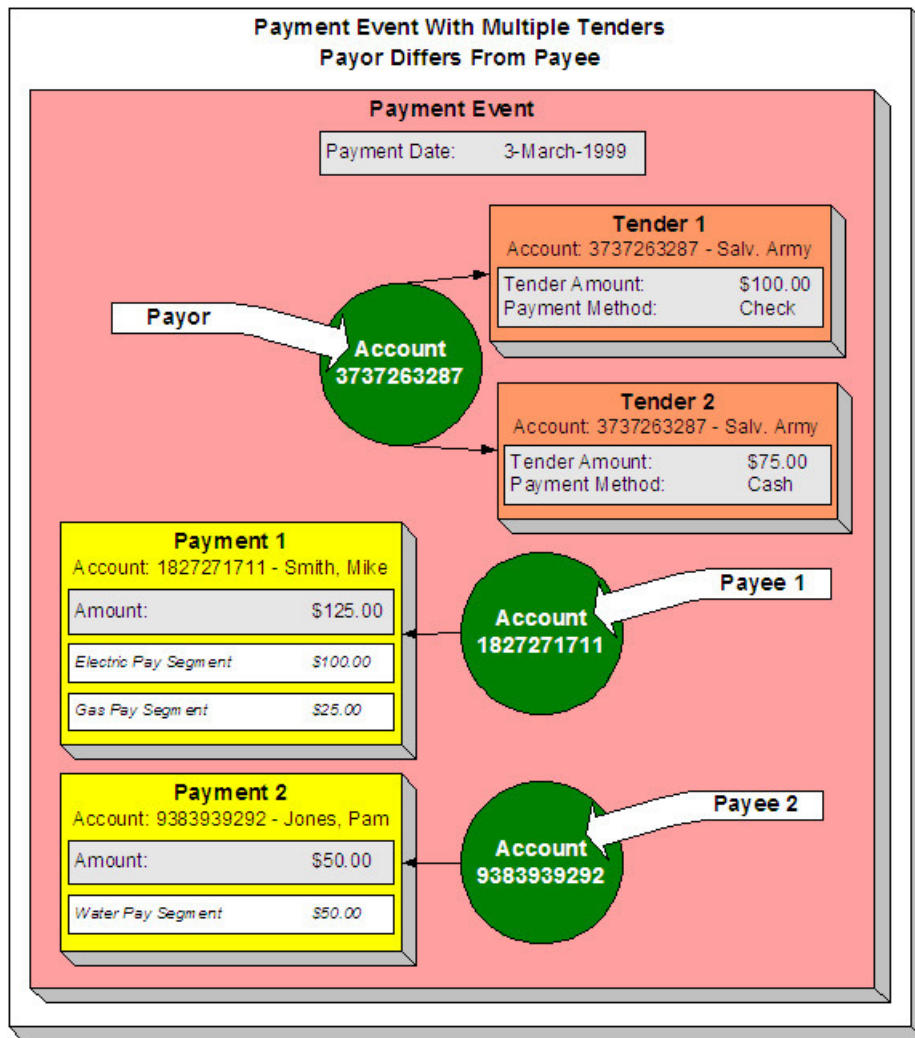 Payment Event With Multiple Tenders
Payor Differs From Payee
Payment Event
Payment Date: 3-March-1999
Tender 1
Account: 3737263287 - Salv. Army
Tender Amount: $100.00
Payment Method: Check
Payor
Account
3737263287
Tender 2
Account: 3737263287 - Salv. Army
Tender Amount: $75.00
Payment Method: Cash
Payment 1
Account: 1827271711 - Smith, Mike
Amount: $125.00
Electric Pay Segment $100.00
Gas Pay Segment $25.00
Payee 1
Account
1827271711
Payment 2
Account: 9383939292 - Jones, Pam
Amount: $50.00
Water Pay Segment $50.00
Payee 2
Account
9383939292